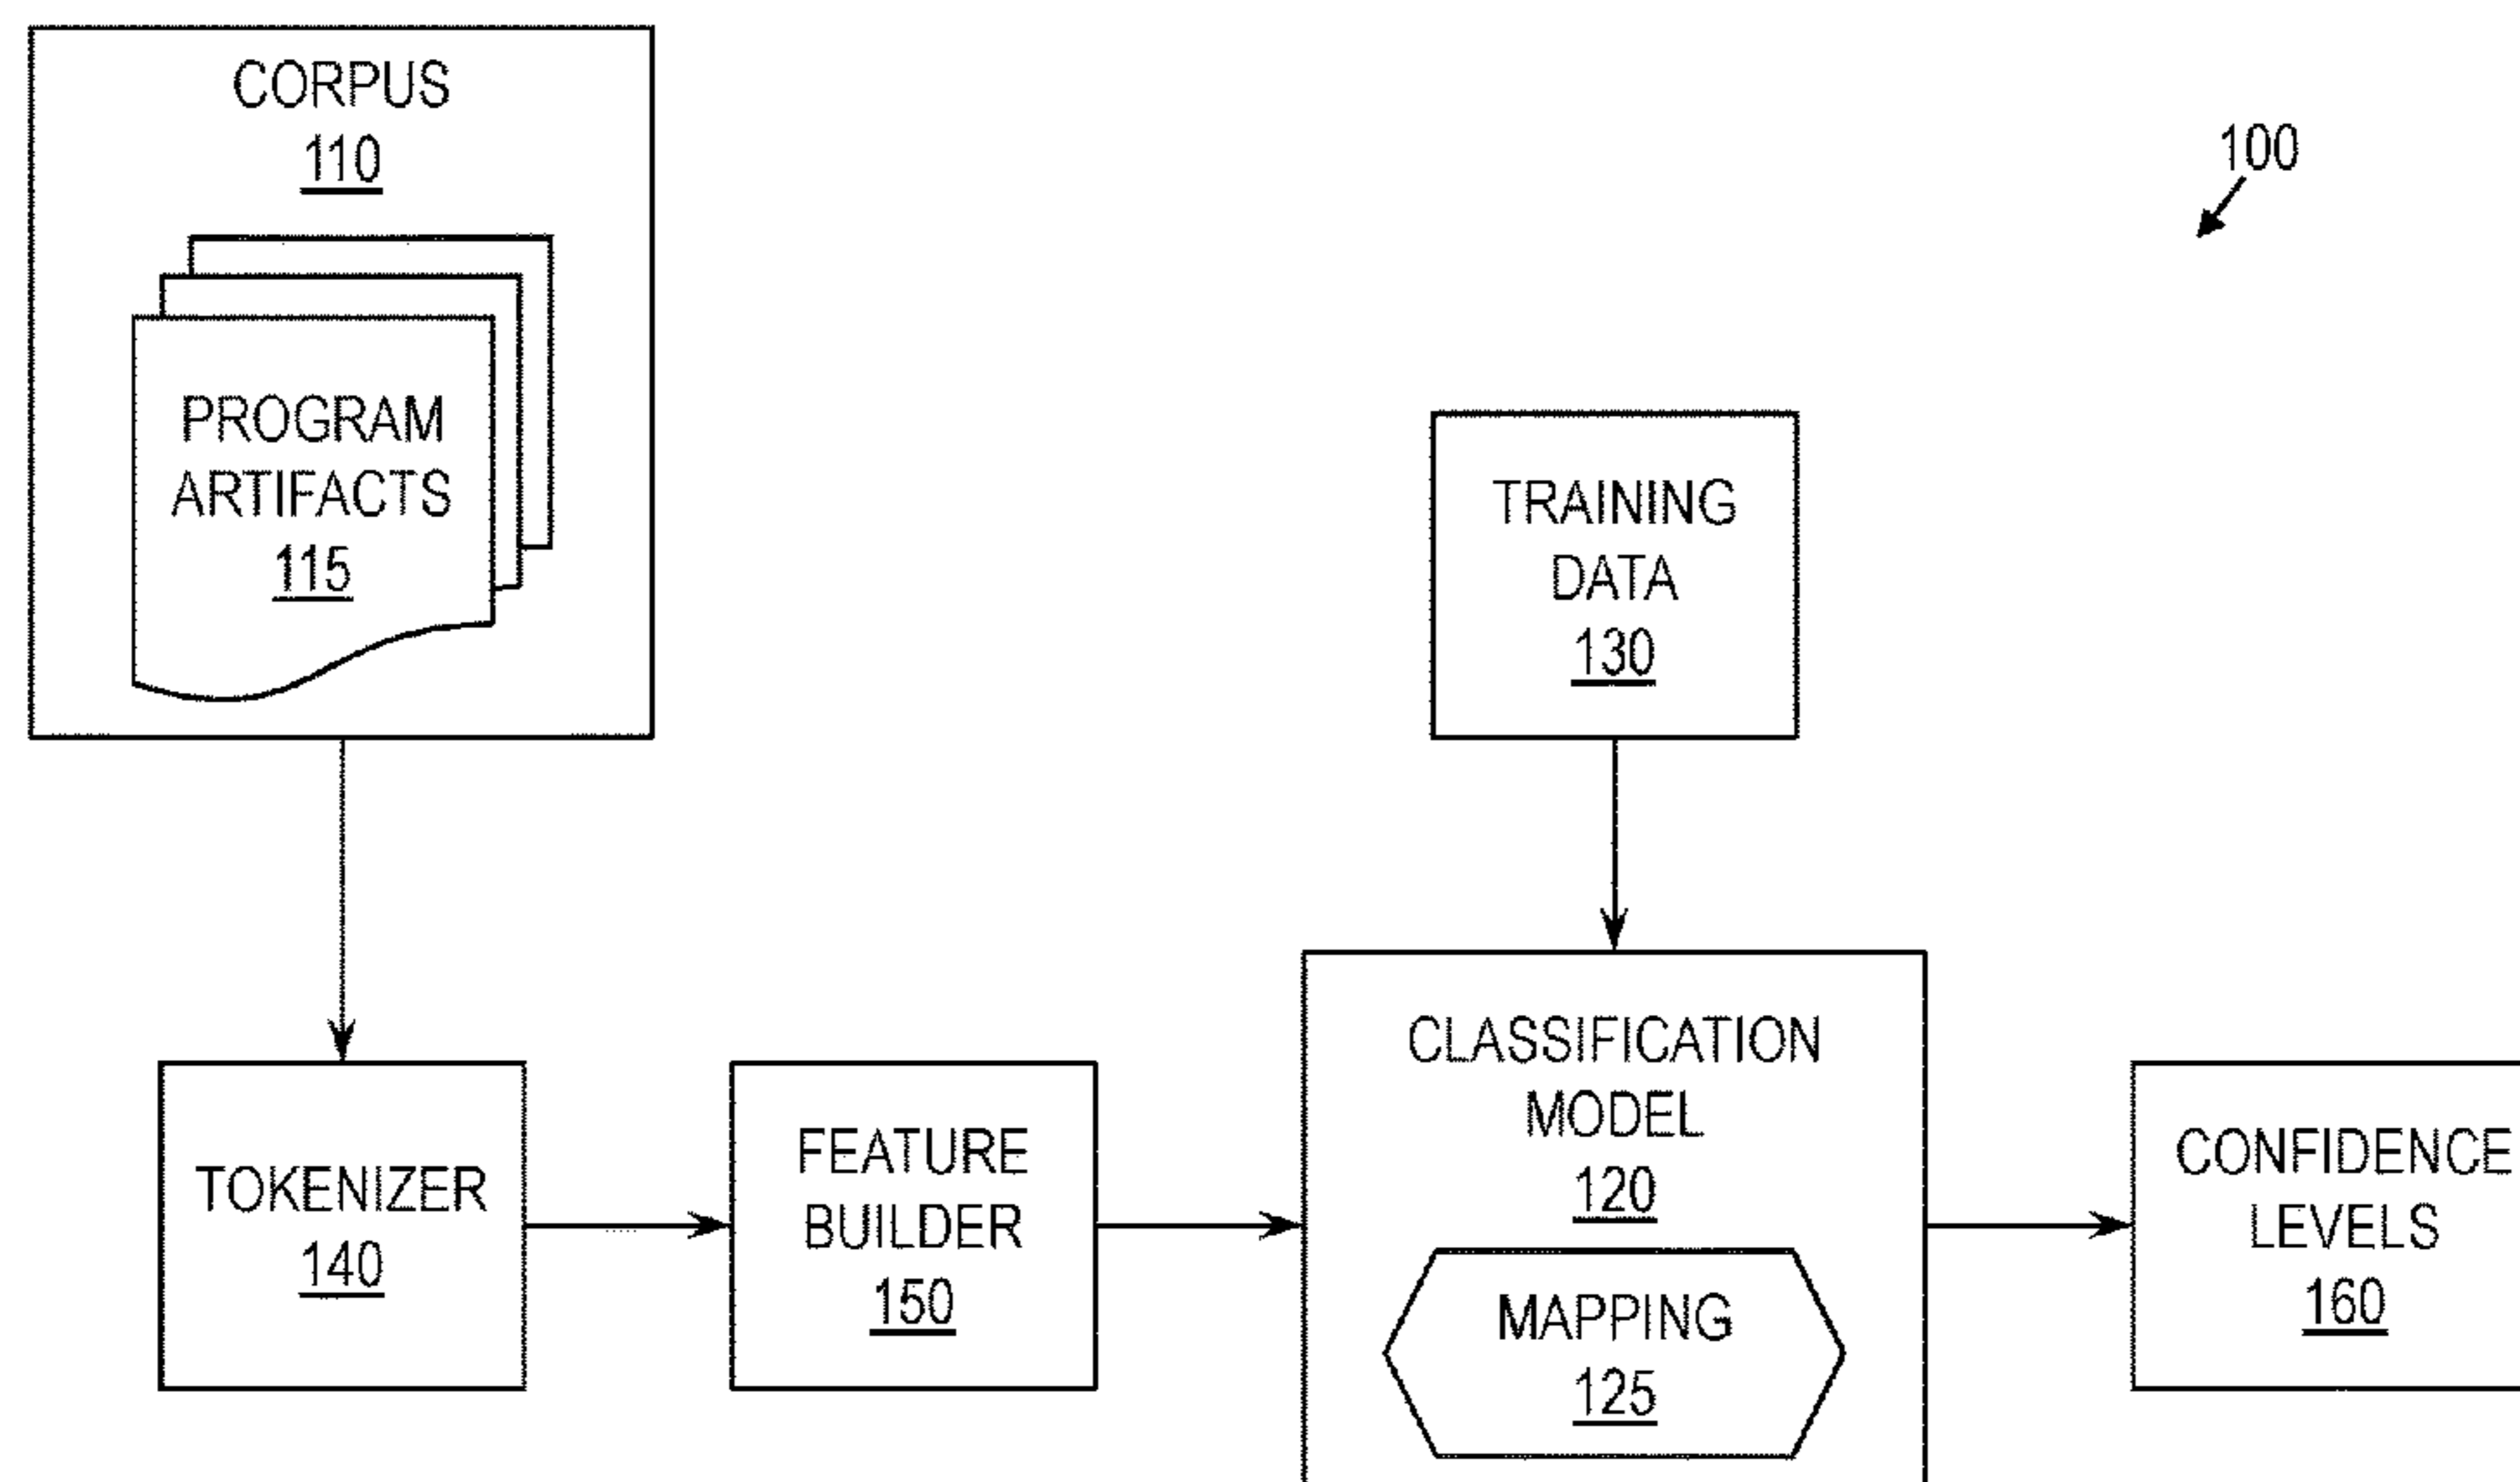 CORPUS
110
100
PROGRAM
ARTIFACTS
115
TRAINING
DATA
130
TOKENIZER
140
FEATURE
BUILDER
150
CLASSIFICATION
MODEL
120
MAPPING
125
CONFIDENCE
LEVELS
160